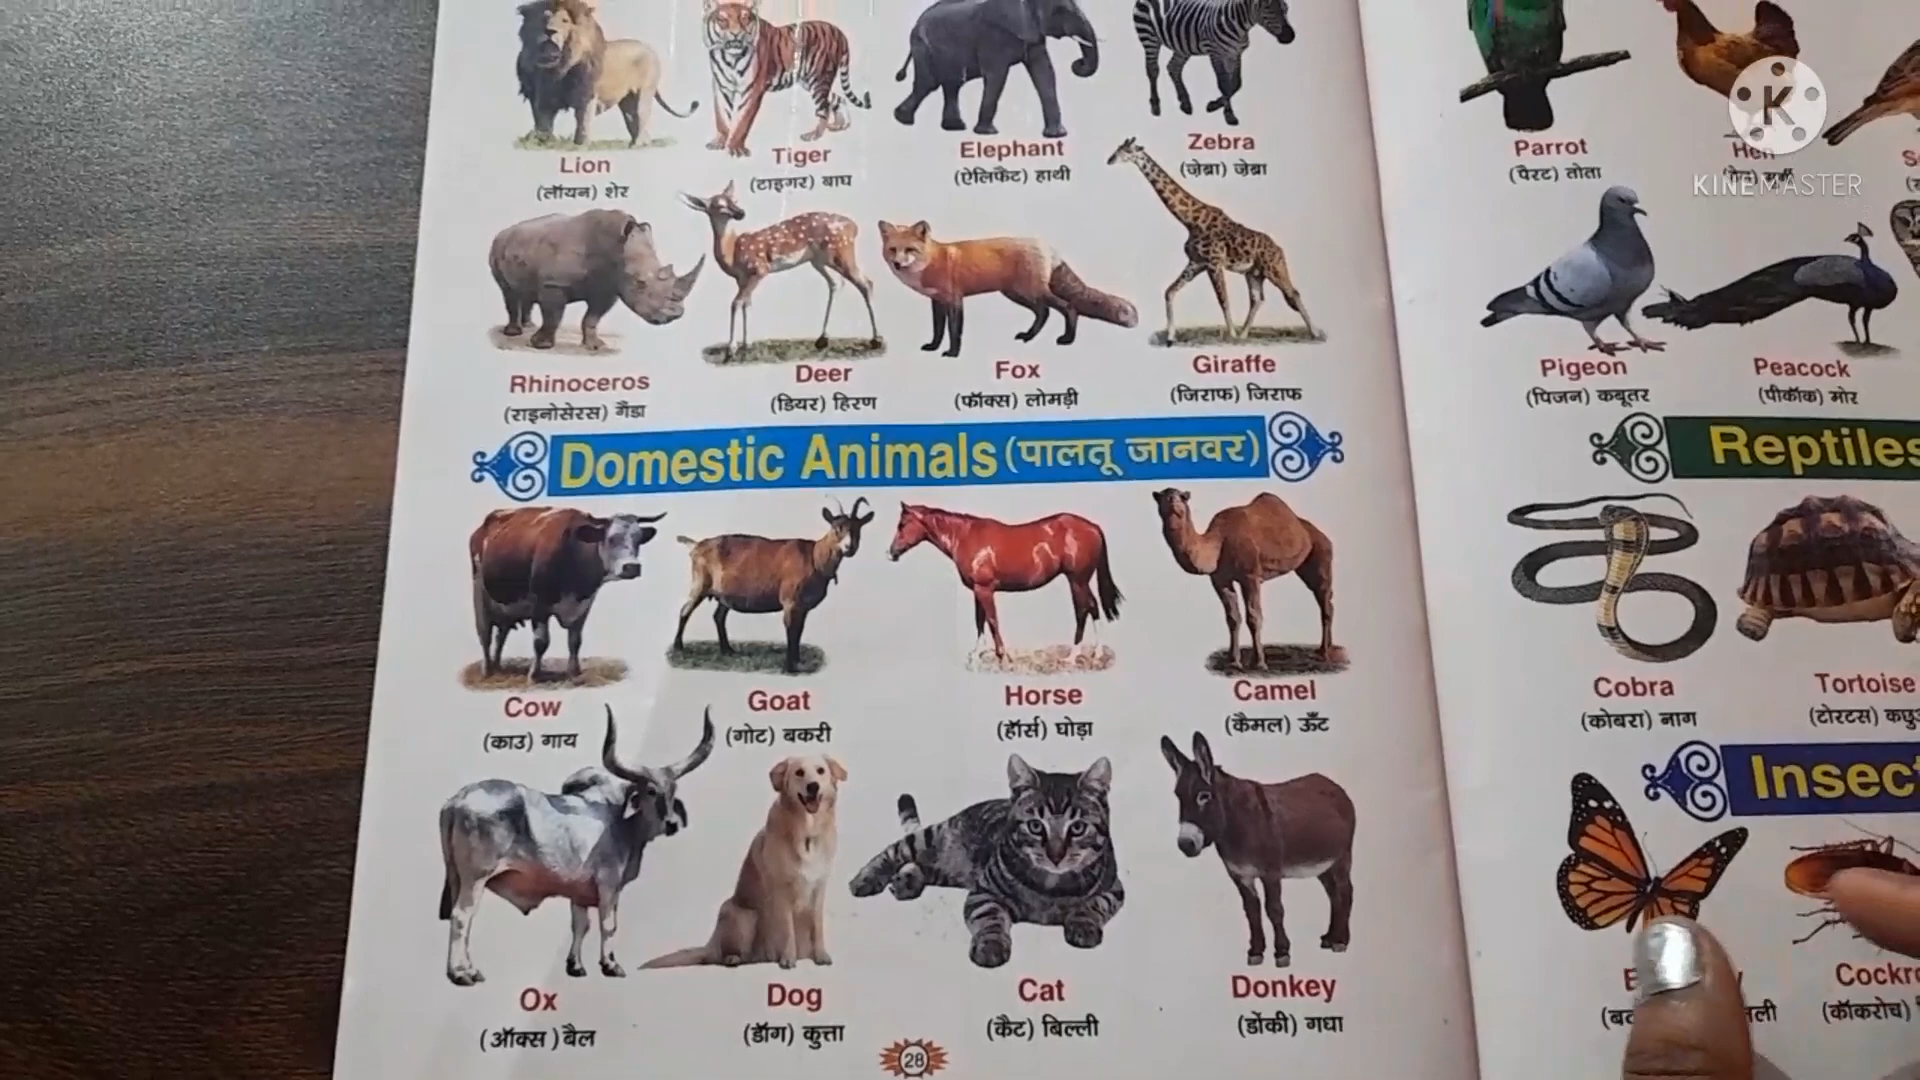 Lion
(लॉयन) शेर
Tiger
(टाइगर) बाघ
Elephant
(ऐलिफैंट) हाथी
Zebra
(ज़ेब्रा) ज़ेब्रा
Rhinoceros
(राइनोसेरस) गैंडा
Deer
(डियर) हिरण
Fox
(फॉक्स) लोमड़ी
Giraffe
(जिराफ) जिराफ
Domestic Animals (पालतू जानवर)
Cow
(काउ) गाय
Goat
(गोट) बकरी
Horse
(हॉर्स) घोड़ा
Camel
(कैमल) ऊँट
Ox
(ऑक्स) बैल
Dog
(डॉग) कुत्ता
Cat
(कैट) बिल्ली
Donkey
(डोंकी) गधा
28
Parrot
(पैरट) तोता
Hen
K
KINEMASTER
Pigeon
(पिजन) कबूतर
Peacock
(पीकॉक) मोर
Reptiles
Cobra
(कोबरा) नाग
Tortoise
(टोरटस)
(कॉकरोच)